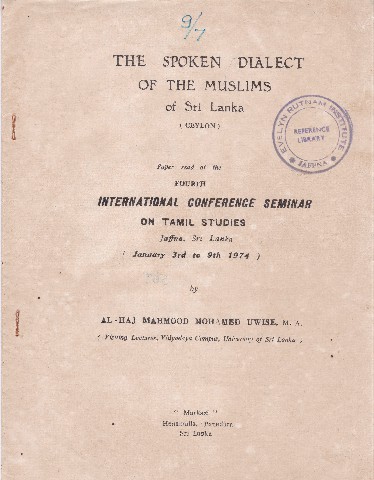 9/7
THE SPOKEN DIALECT
OF THE MUSLIMS
of Sri Lanka
( CEYLON )
EVELYN RUTNAM INSTITUTE
REFERENCE
LIBRARY
JAFFNA
Paper read at the
FOURTH
INTERNATIONAL CONFERENCE SEMINAR
ON TAMIL STUDIES
Jaffna, Sri Lanka
( January 3rd to 9th 1974 )
by
AL-HAJ MAHMOOD MOHAMED UWISE, M. A.
( Visiting Lecturer, Vidyodaya Campus, University of Sri Lanka )
Sri Lanka